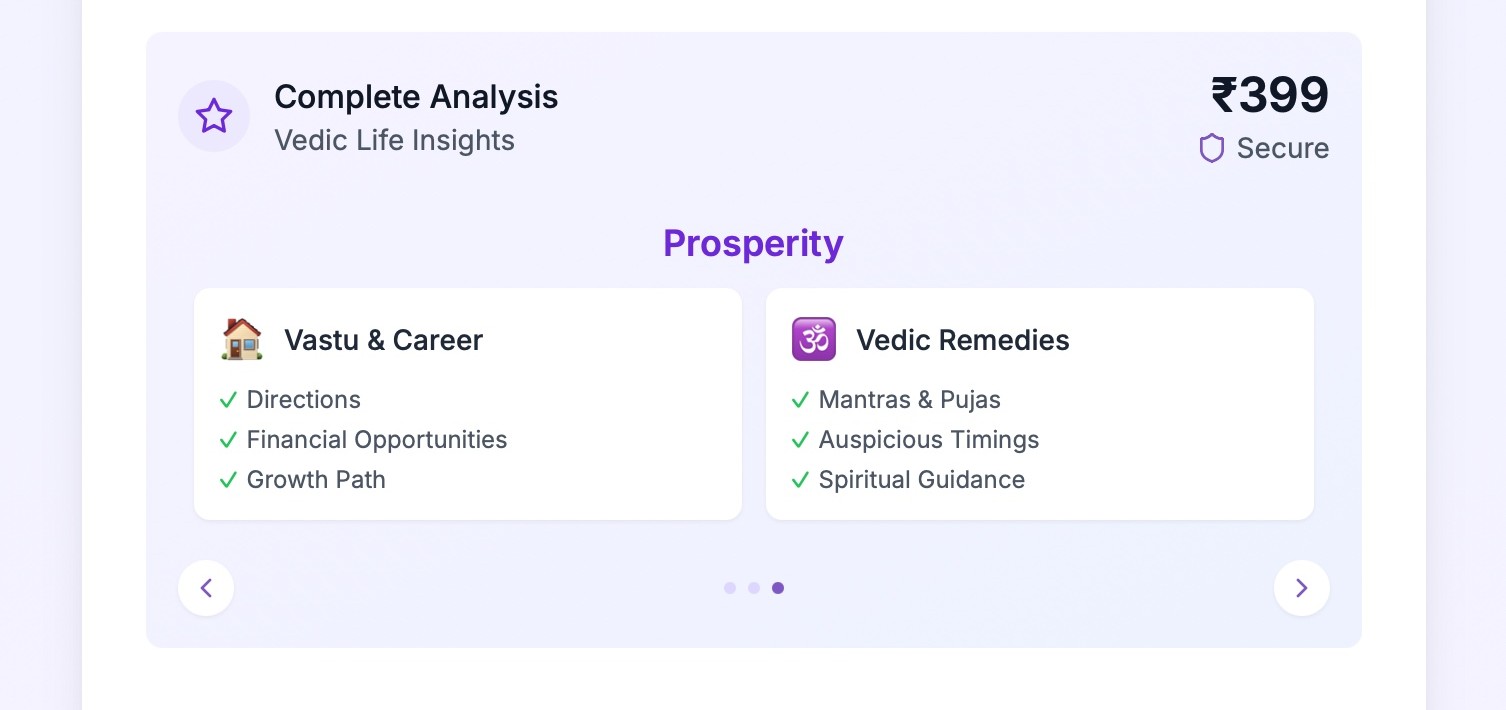 Complete Analysis
Vedic Life Insights
₹399
Secure
Prosperity
Vastu & Career
Directions
Financial Opportunities
Growth Path
ॐ Vedic Remedies
Mantras & Pujas
Auspicious Timings
Spiritual Guidance